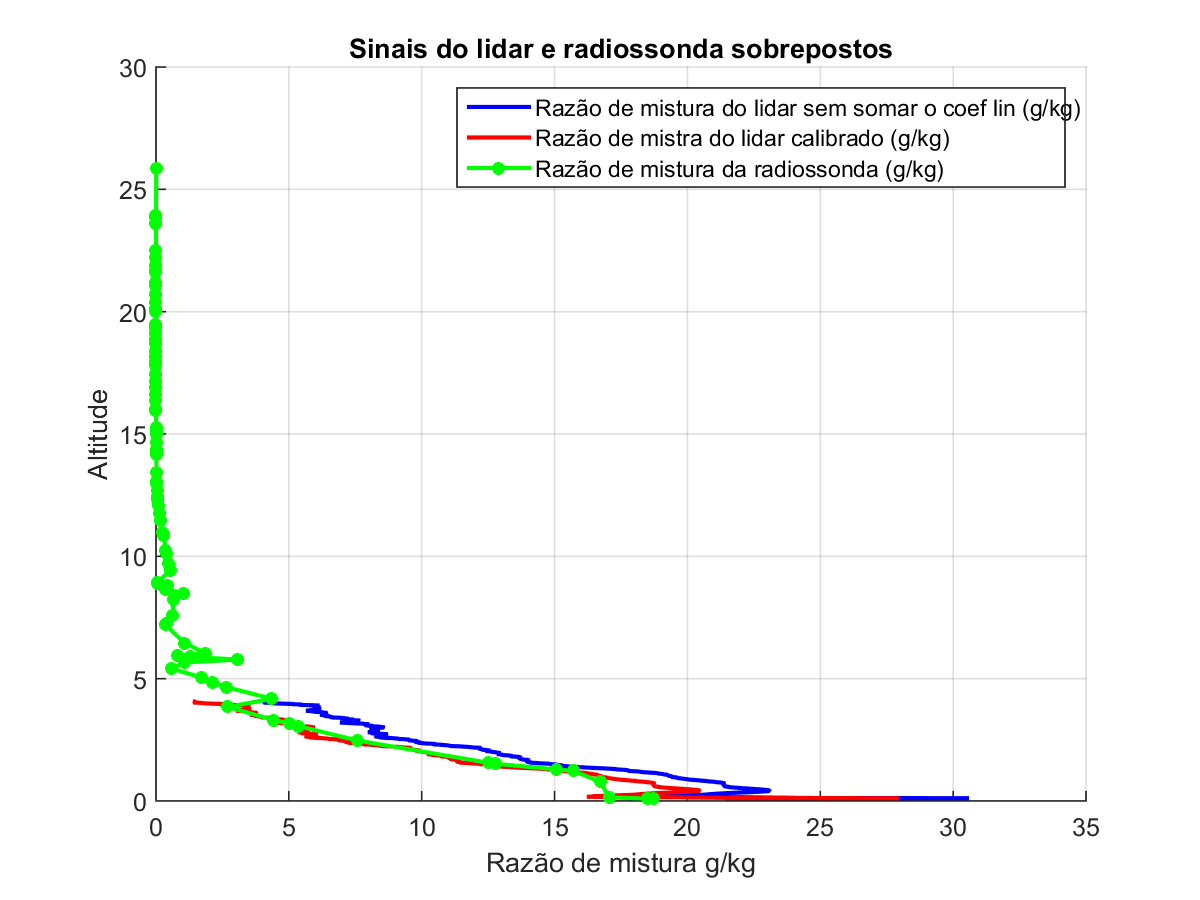 Sinais do lidar e radiossonda sobrepostos
Razão de mistura do lidar sem somar o coef lin (g/kg)
Razão de mistra do lidar calibrado (g/kg)
Razão de mistura da radiossonda (g/kg)
30
25
20
15
10
5
0
Altitude
0 5 10 15 20 25 30 35
Razão de mistura g/kg